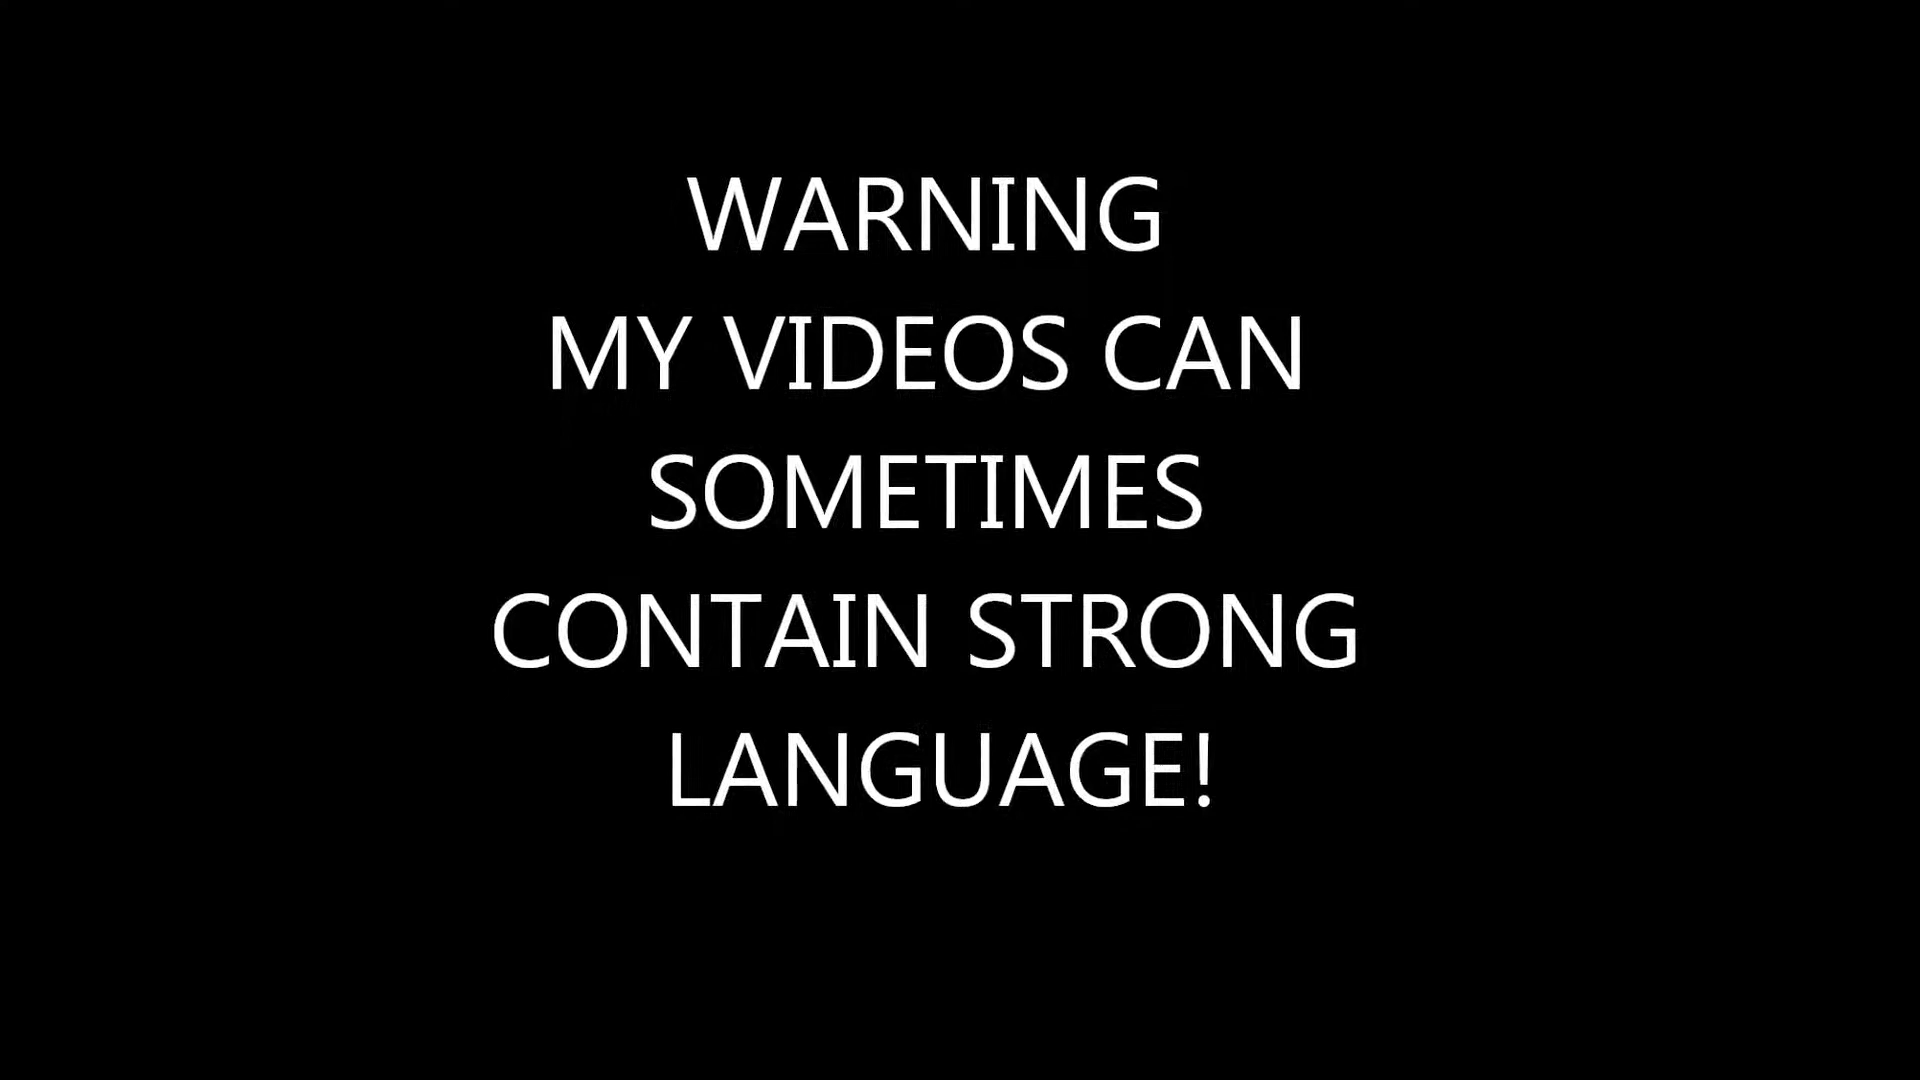 WARNING
MY VIDEOS CAN
SOMETIMES
CONTAIN STRONG
LANGUAGE!